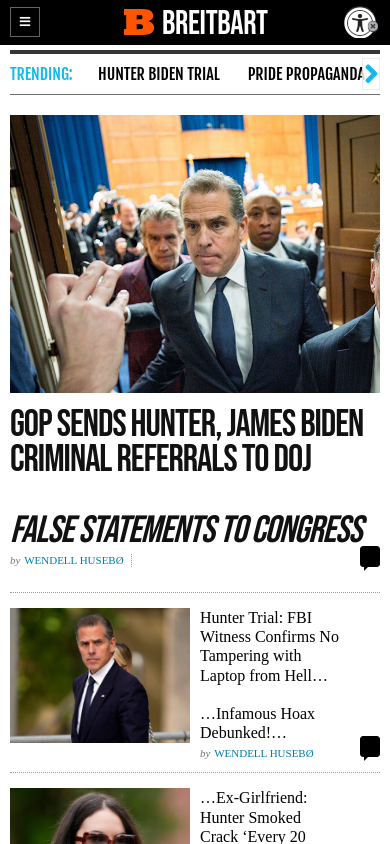 BREITBART
TRENDING: HUNTER BIDEN TRIAL PRIDE PROPAGANDA
GOP SENDS HUNTER, JAMES BIDEN
CRIMINAL REFERRALS TO DOJ
FALSE STATEMENTS TO CONGRESS
by WENDELL HUSEBØ
Hunter Trial: FBI
Witness Confirms No
Tampering with
Laptop from Hell…
…Infamous Hoax
Debunked!…
by WENDELL HUSEBØ
…Ex-Girlfriend:
Hunter Smoked
Crack ‘Every 20